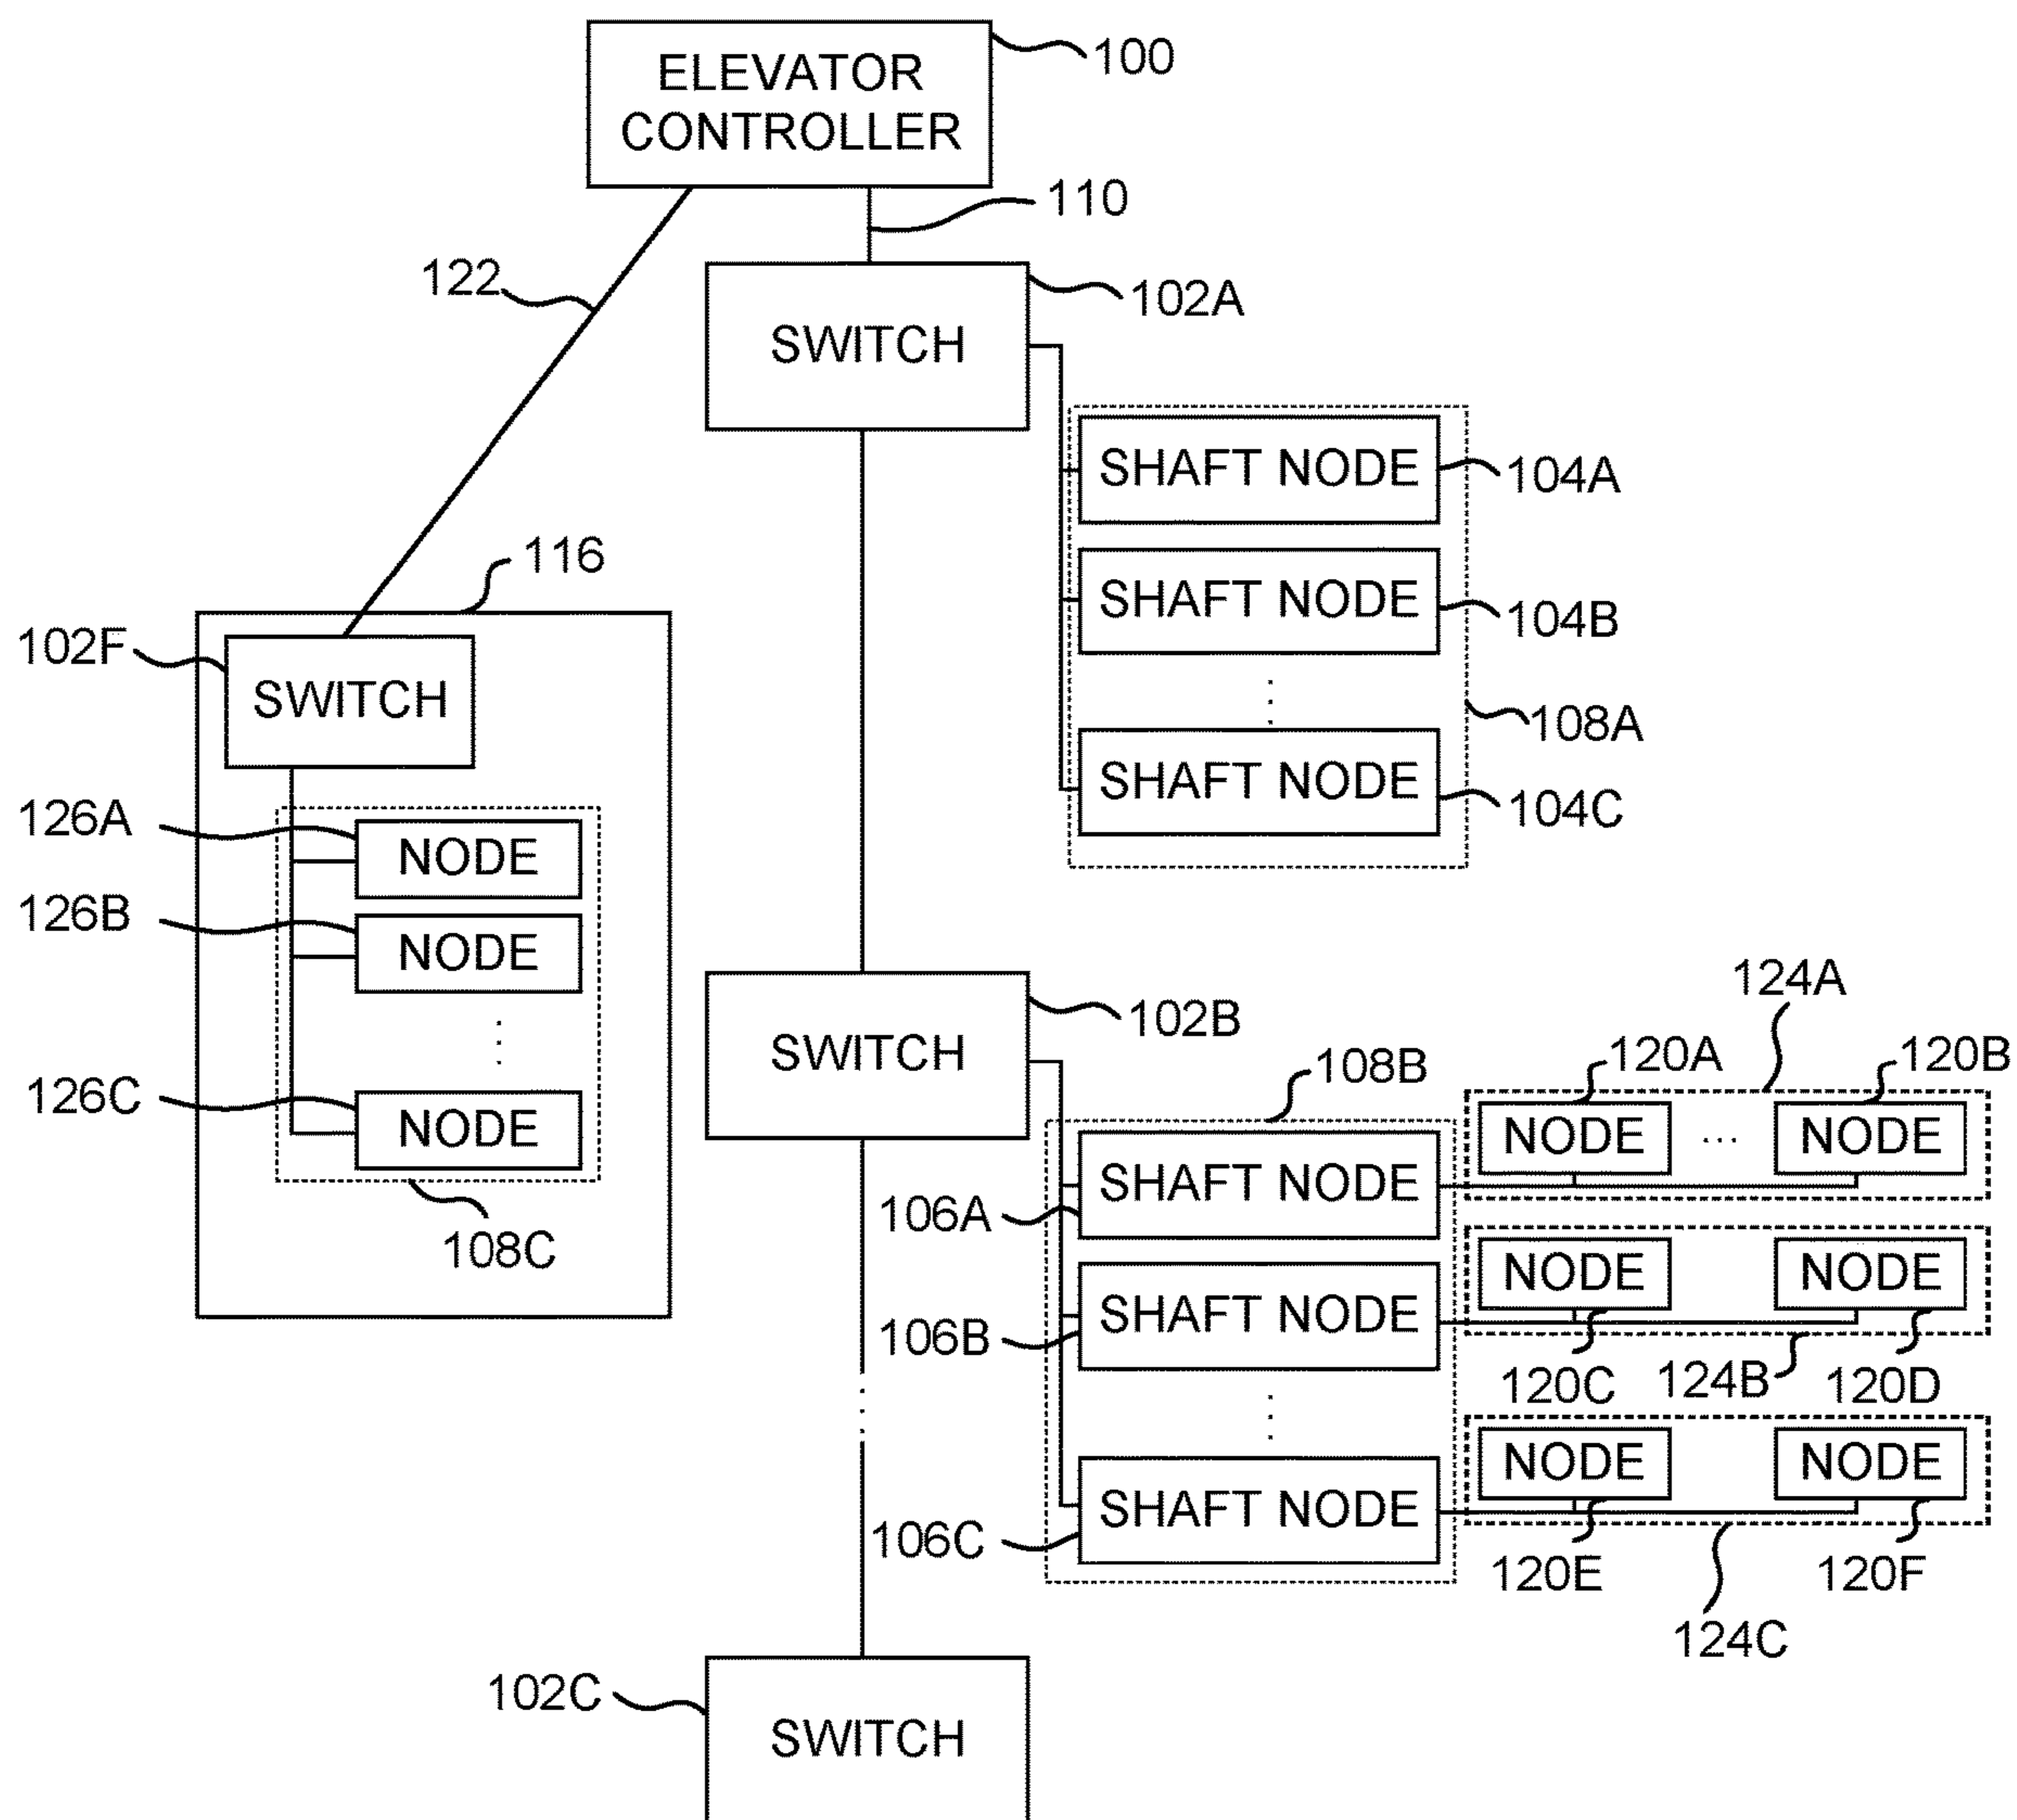 ELEVATOR
CONTROLLER
100
110
122
102A
SWITCH
SHAFT NODE
104A
SHAFT NODE
104B
108A
SHAFT NODE
104C
116
102F
SWITCH
126A
NODE
126B
NODE
126C
NODE
108C
102B
SWITCH
108B
124A
120A
120B
NODE
...
NODE
SHAFT NODE
106A
NODE
NODE
SHAFT NODE
106B
120C
124B
120D
NODE
NODE
SHAFT NODE
106C
120E
120F
124C
102C
SWITCH